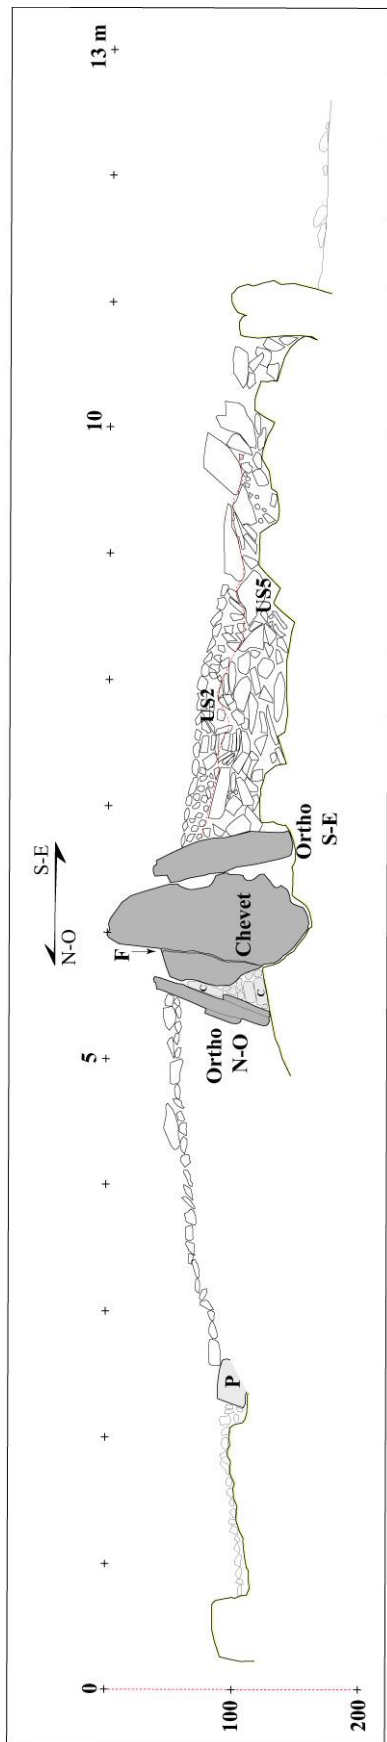 N-O S-E
0
5
10
13 m
100
200
P
Ortho
N-O
C
C
F
Chevet
Ortho
S-E
US2
US5